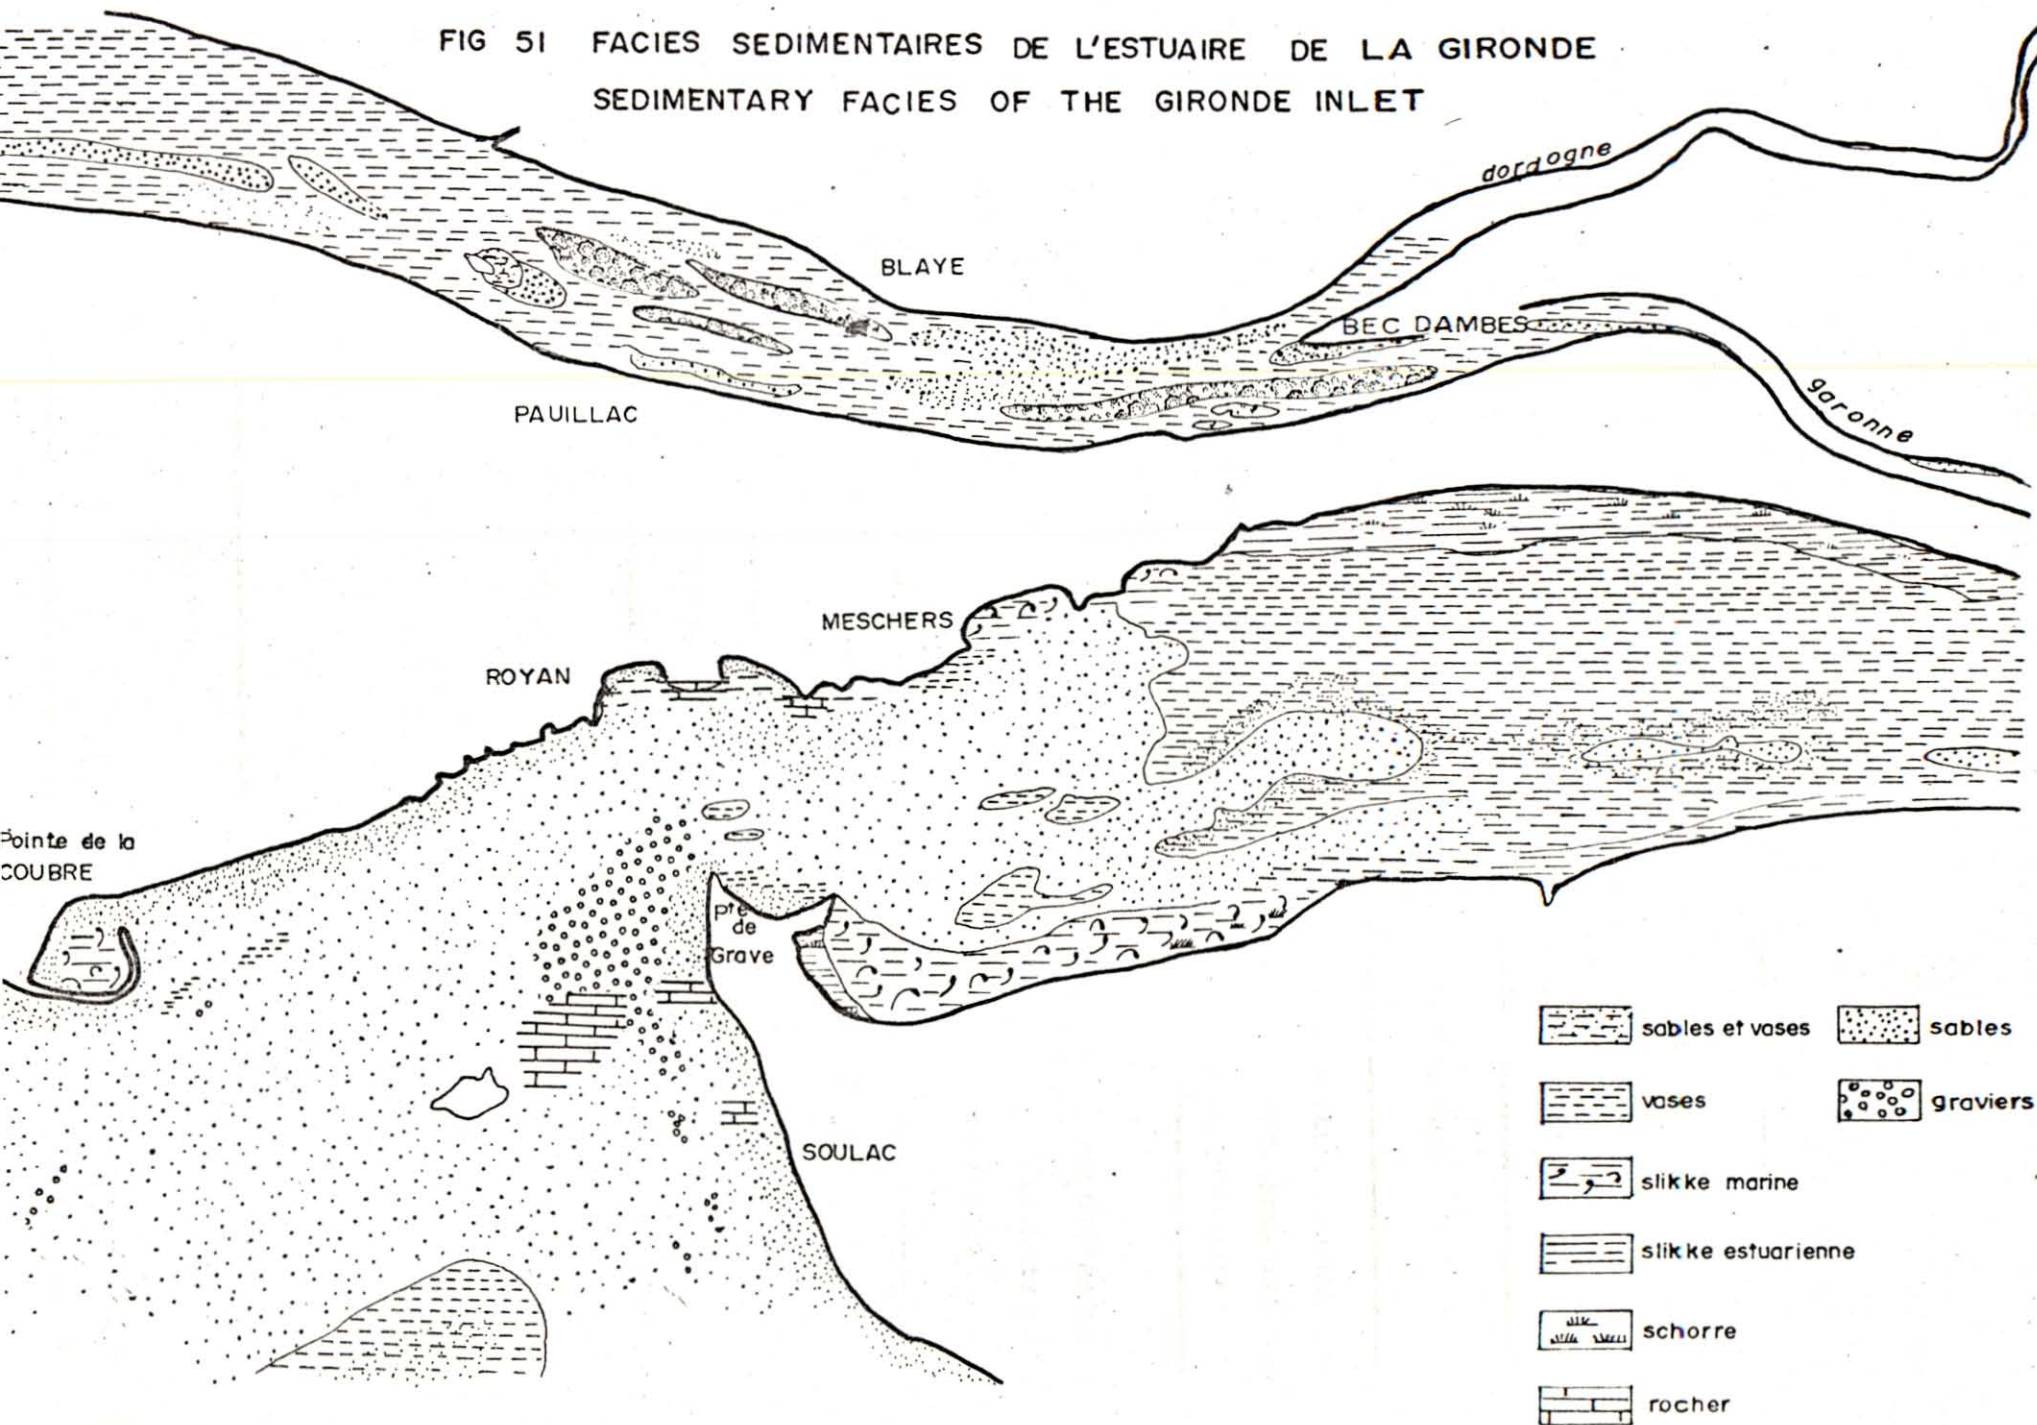 FIG 51 FACIES SEDIMENTAIRES DE L'ESTUAIRE DE LA GIRONDE
SEDIMENTARY FACIES OF THE GIRONDE INLET
dordogne
BLAYE
BEC DAMBES
PAUILLAC
garonne
MESCHERS
ROYAN
Pointe de la
COUBRE
Pte
de
Grave
SOULAC
sables et vases
sables
vases
graviers
slikke marine
slikke estuarienne
schorre
rocher